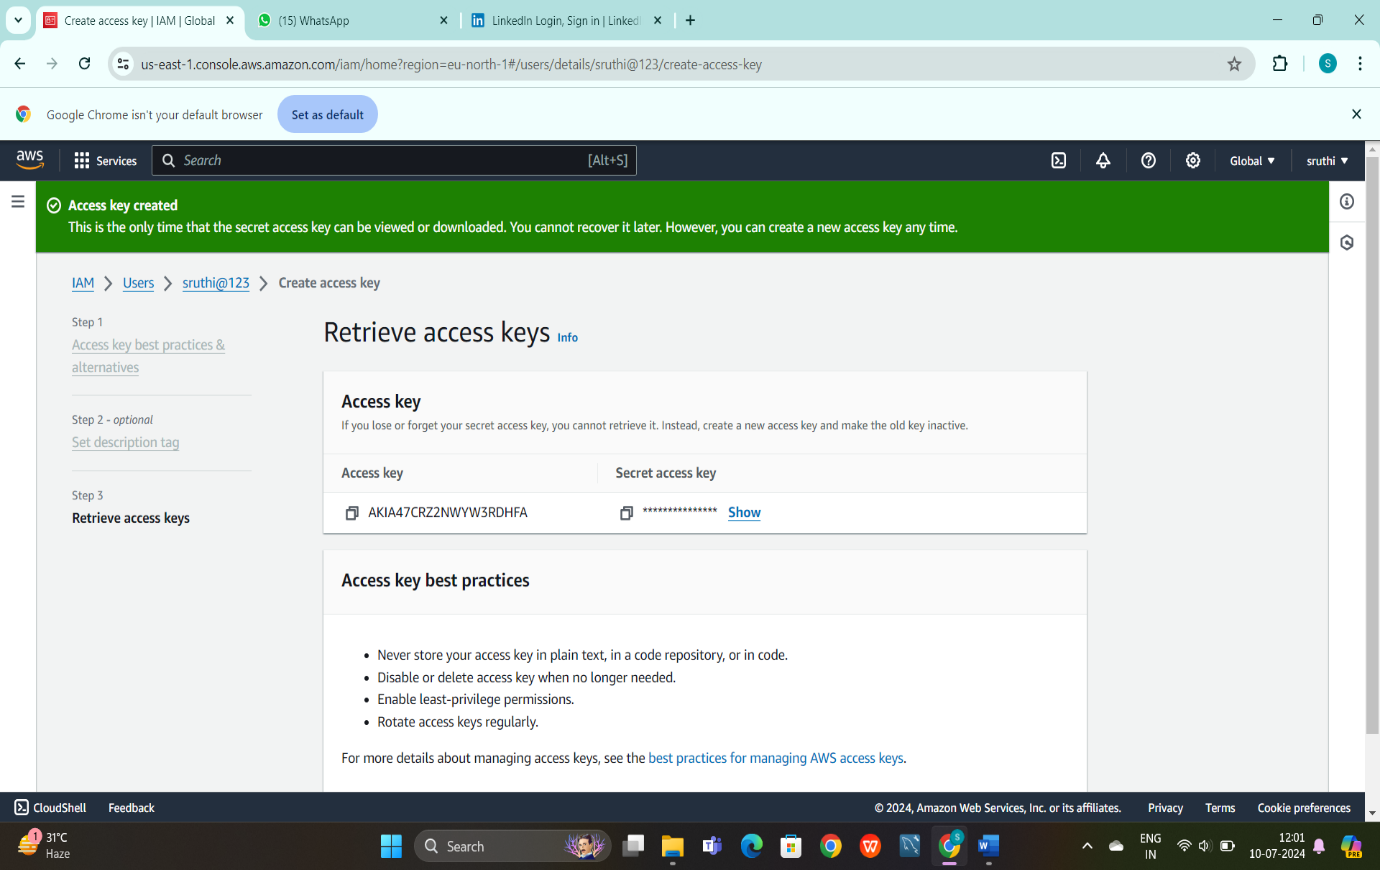 Create access key | IAM | Global
(15) WhatsApp
LinkedIn Login, Sign in | LinkedI
us-east-1.console.aws.amazon.com/iam/home?region=eu-north-1#/users/details/sruthi@123/create-access-key
S
Google Chrome isn't your default browser
Set as default
aws
Services
Search
[Alt+S]
Global
sruthi
Access key created
This is the only time that the secret access key can be viewed or downloaded. You cannot recover it later. However, you can create a new access key any time.
IAM > Users > sruthi@123 > Create access key
Step 1
Access key best practices &
alternatives
Step 2 - optional
Set description tag
Step 3
Retrieve access keys
Retrieve access keys Info
Access key
If you lose or forget your secret access key, you cannot retrieve it. Instead, create a new access key and make the old key inactive.
Access key
Secret access key
AKIA47CRZ2NWYW3RDHFA
*************** Show
Access key best practices
• Never store your access key in plain text, in a code repository, or in code.
• Disable or delete access key when no longer needed.
• Enable least-privilege permissions.
• Rotate access keys regularly.
For more details about managing access keys, see the best practices for managing AWS access keys.
CloudShell
Feedback
© 2024, Amazon Web Services, Inc. or its affiliates.
Privacy
Terms
Cookie preferences
1
31°C
Haze
Search
S
ENG
IN
12:01
10-07-2024
PRE